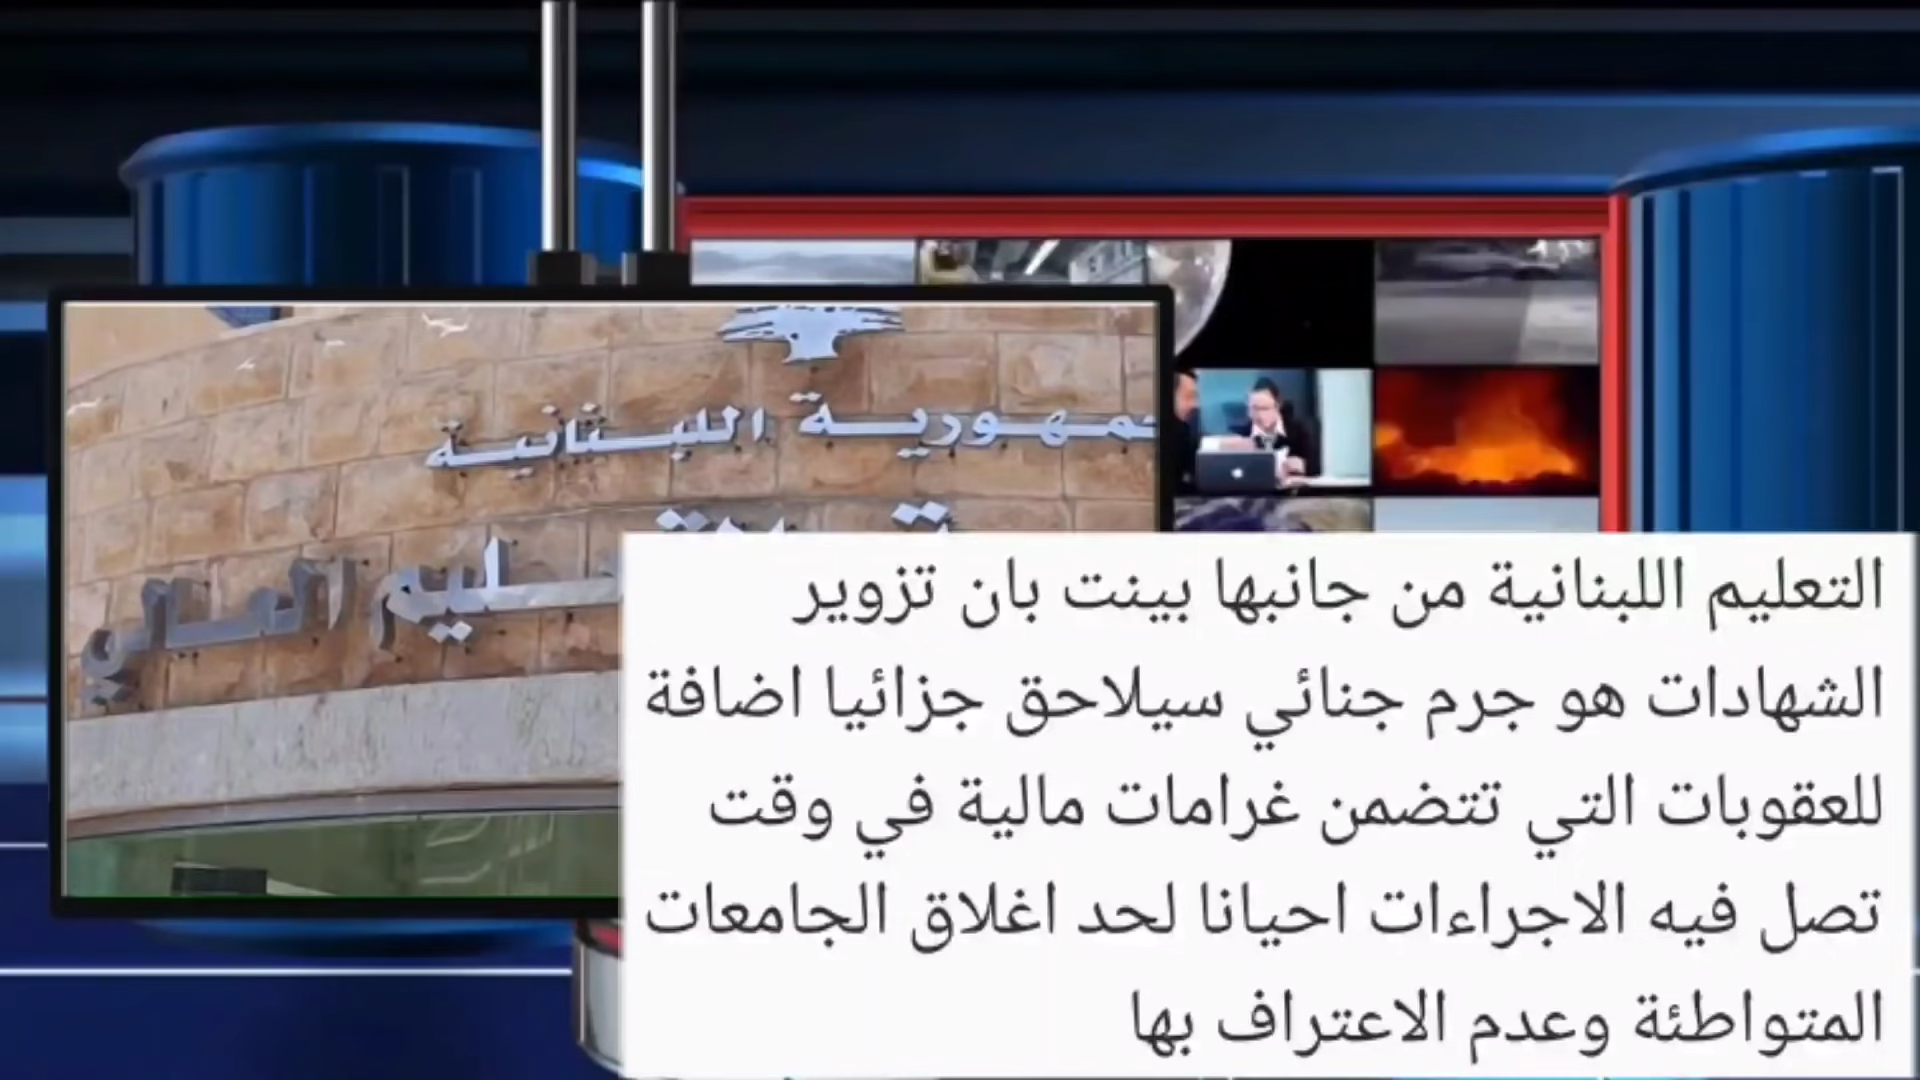 الجمهورية اللبنانية
العالي
التعليم اللبنانية من جانبها بينت بان تزوير
الشهادات هو جرم جنائي سيلاحق جزائيا اضافة
للعقوبات التي تتضمن غرامات مالية في وقت
تصل فيه الاجراءات احيانا لحد اغلاق الجامعات
المتواطئة وعدم الاعتراف بها